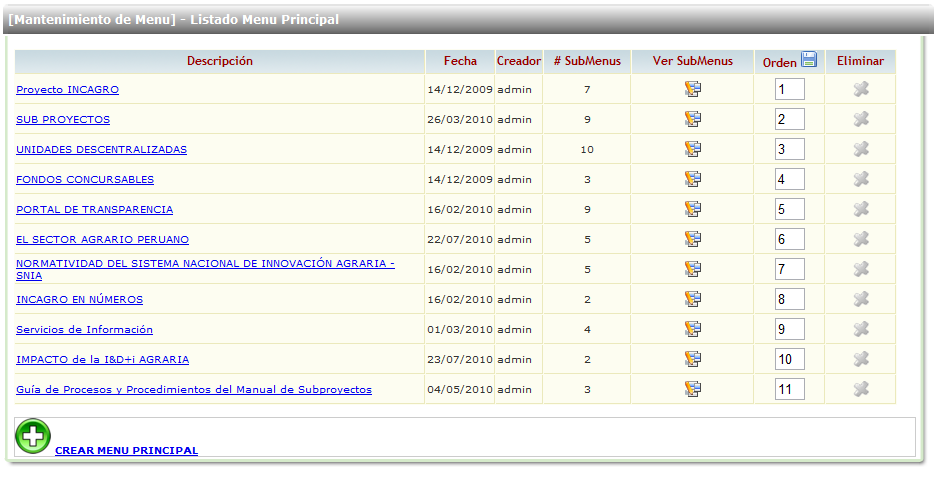 [Mantenimiento de Menu] - Listado Menu Principal
Descripción Fecha Creador # SubMenus Ver SubMenus Orden Eliminar
Proyecto INCAGRO 14/12/2009 admin 7 1
SUB PROYECTOS 26/03/2010 admin 9 2
UNIDADES DESCENTRALIZADAS 14/12/2009 admin 10 3
FONDOS CONCURSABLES 14/12/2009 admin 3 4
PORTAL DE TRANSPARENCIA 16/02/2010 admin 9 5
EL SECTOR AGRARIO PERUANO 22/07/2010 admin 5 6
NORMATIVIDAD DEL SISTEMA NACIONAL DE INNOVACIÓN AGRARIA -
SNIA 16/02/2010 admin 5 7
INCAGRO EN NÚMEROS 16/02/2010 admin 2 8
Servicios de Información 01/03/2010 admin 4 9
IMPACTO de la I&D+i AGRARIA 23/07/2010 admin 2 10
Guía de Procesos y Procedimientos del Manual de Subproyectos 04/05/2010 admin 3 11
CREAR MENU PRINCIPAL